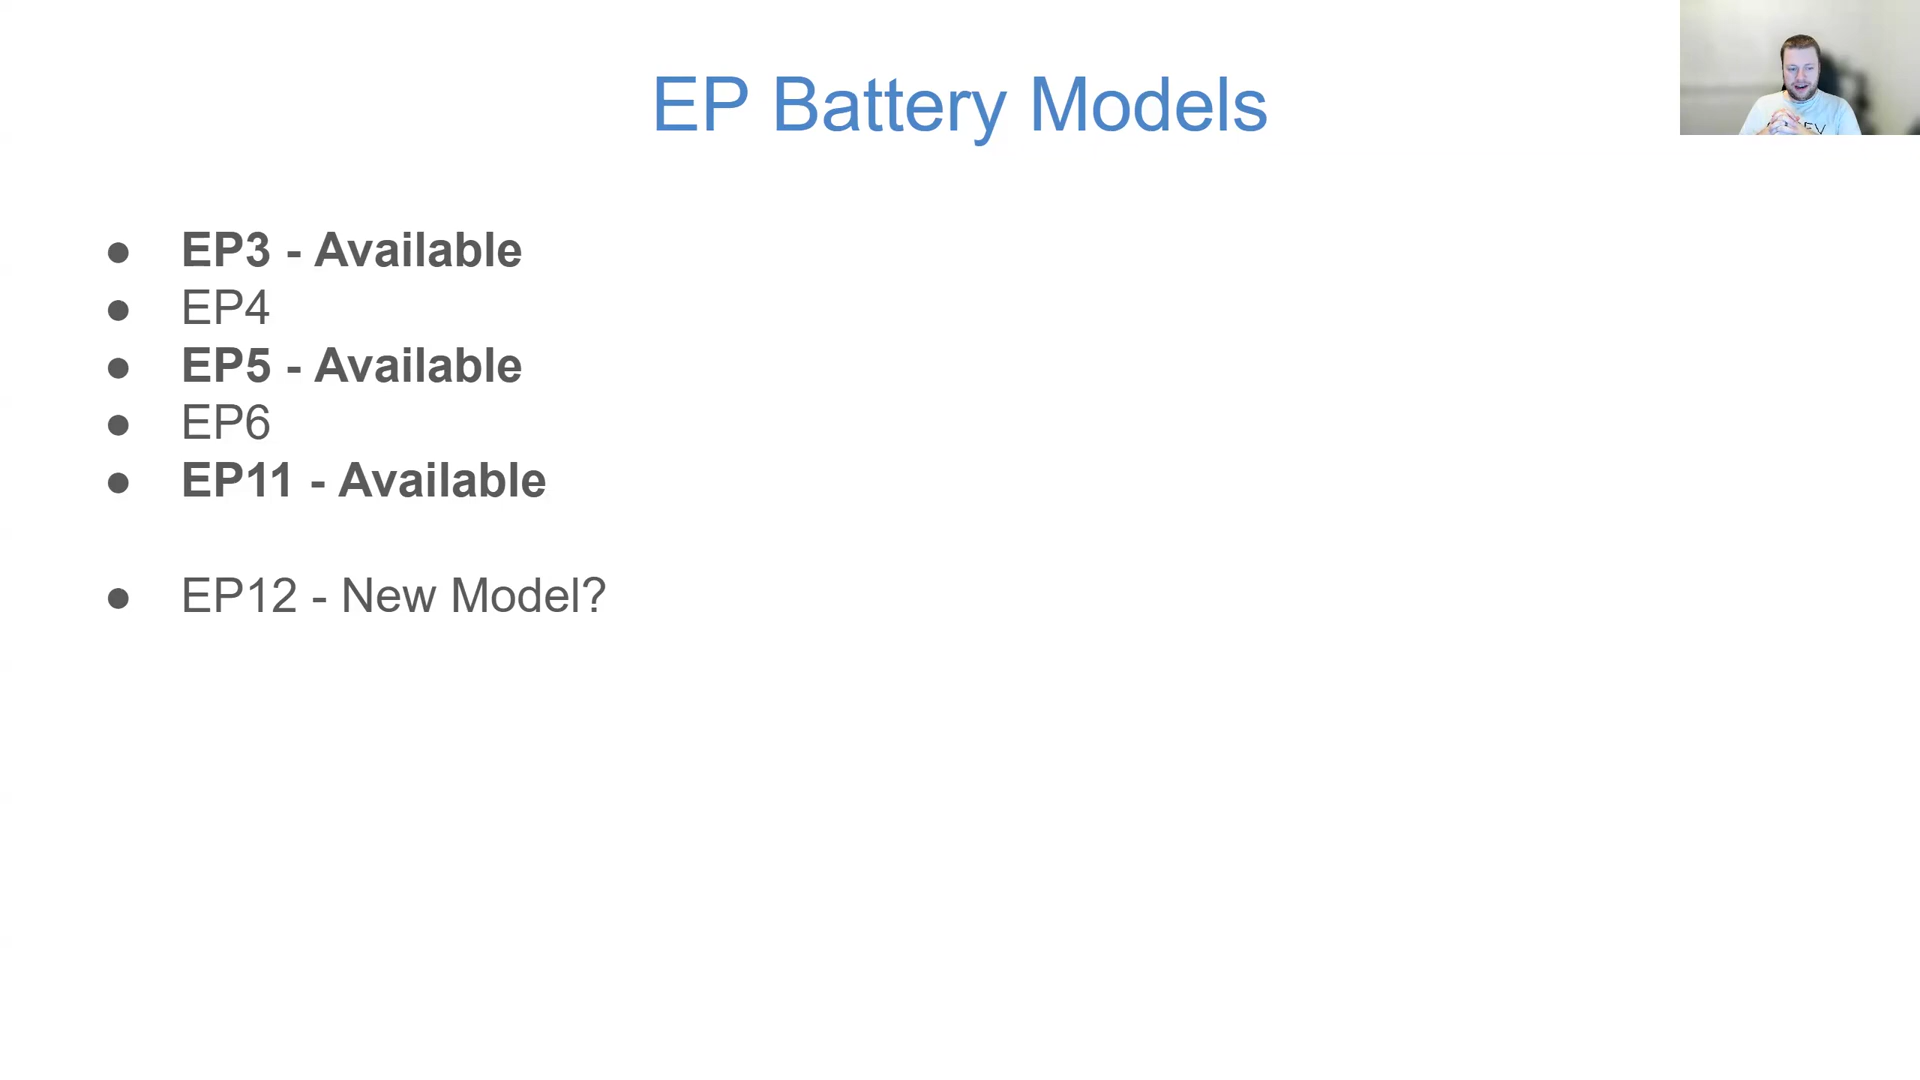 EP Battery Models
● EP3 - Available
● EP4
● EP5 - Available
● EP6
● EP11 - Available
● EP12 - New Model?